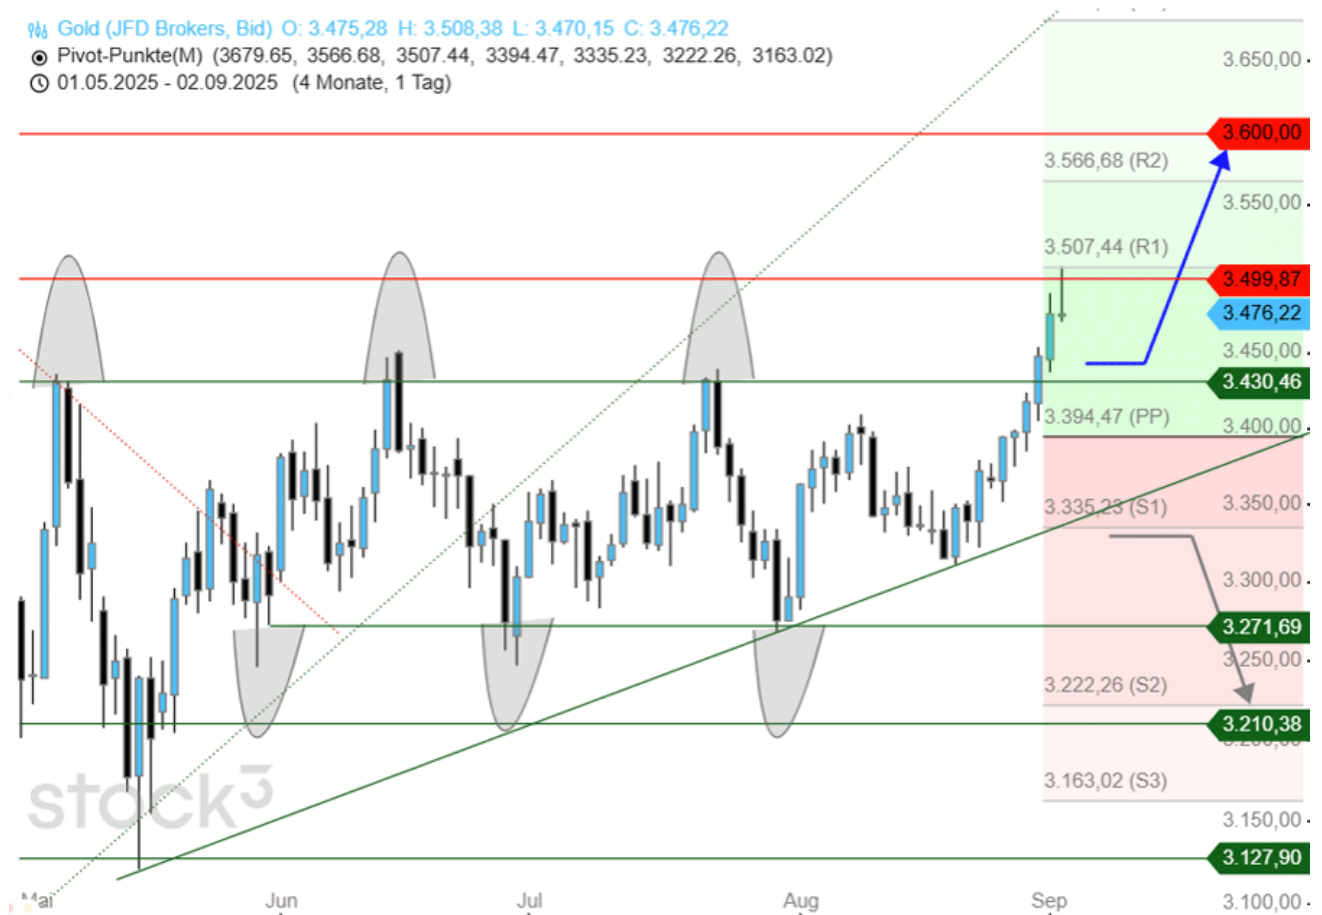 Gold (JFD Brokers, Bid) O: 3.475,28 H: 3.508,38 L: 3.470,15 C: 3.476,22
Pivot-Punkte(M) (3679.65, 3566.68, 3507.44, 3394.47, 3335.23, 3222.26, 3163.02)
01.05.2025 - 02.09.2025 (4 Monate, 1 Tag)
3.650,00
3.600,00
3.566,68 (R2)
3.550,00
3.507,44 (R1)
3.499,87
3.476,22
3.450,00
3.430,46
3.394,47 (PP)
3.400,00
3.335,23 (S1)
3.350,00
3.300,00
3.271,69
3.250,00
3.222,26 (S2)
3.210,38
3.200,00
3.163,02 (S3)
stock3
3.150,00
3.127,90
Mai Jun Jul Aug Sep
3.100,00